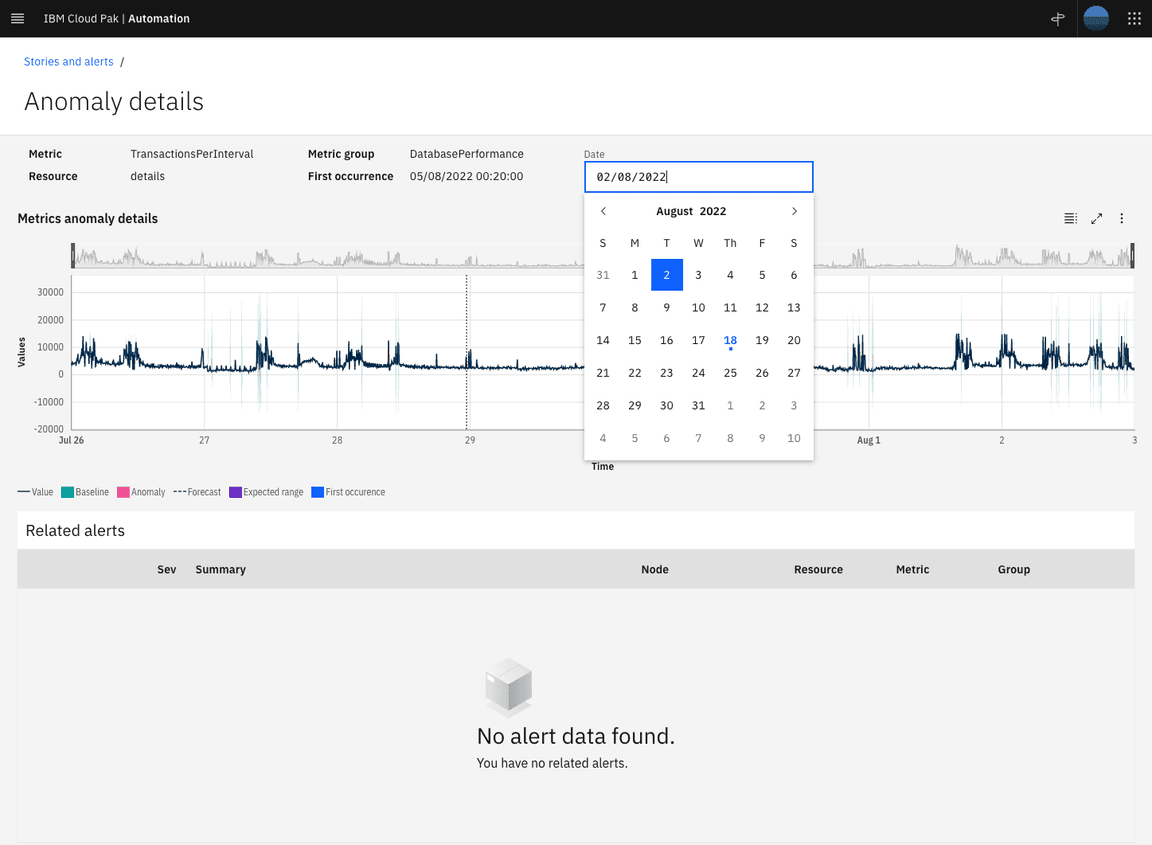 IBM Cloud Pak | Automation
Stories and alerts /
Anomaly details
Metric TransactionsPerInterval Metric group DatabasePerformance
Resource details First occurrence 05/08/2022 00:20:00
Date
02/08/2022
August 2022
S M T W Th F S
31 1 2 3 4 5 6
7 8 9 10 11 12 13
14 15 16 17 18 19 20
21 22 23 24 25 26 27
28 29 30 31 1 2 3
4 5 6 7 8 9 10
Metrics anomaly details
Values
30000
20000
10000
0
-10000
-20000
Jul 26 27 28 29 Aug 1 2 3
Time
Value Baseline Anomaly Forecast Expected range First occurence
Related alerts
Sev Summary Node Resource Metric Group
No alert data found.
You have no related alerts.